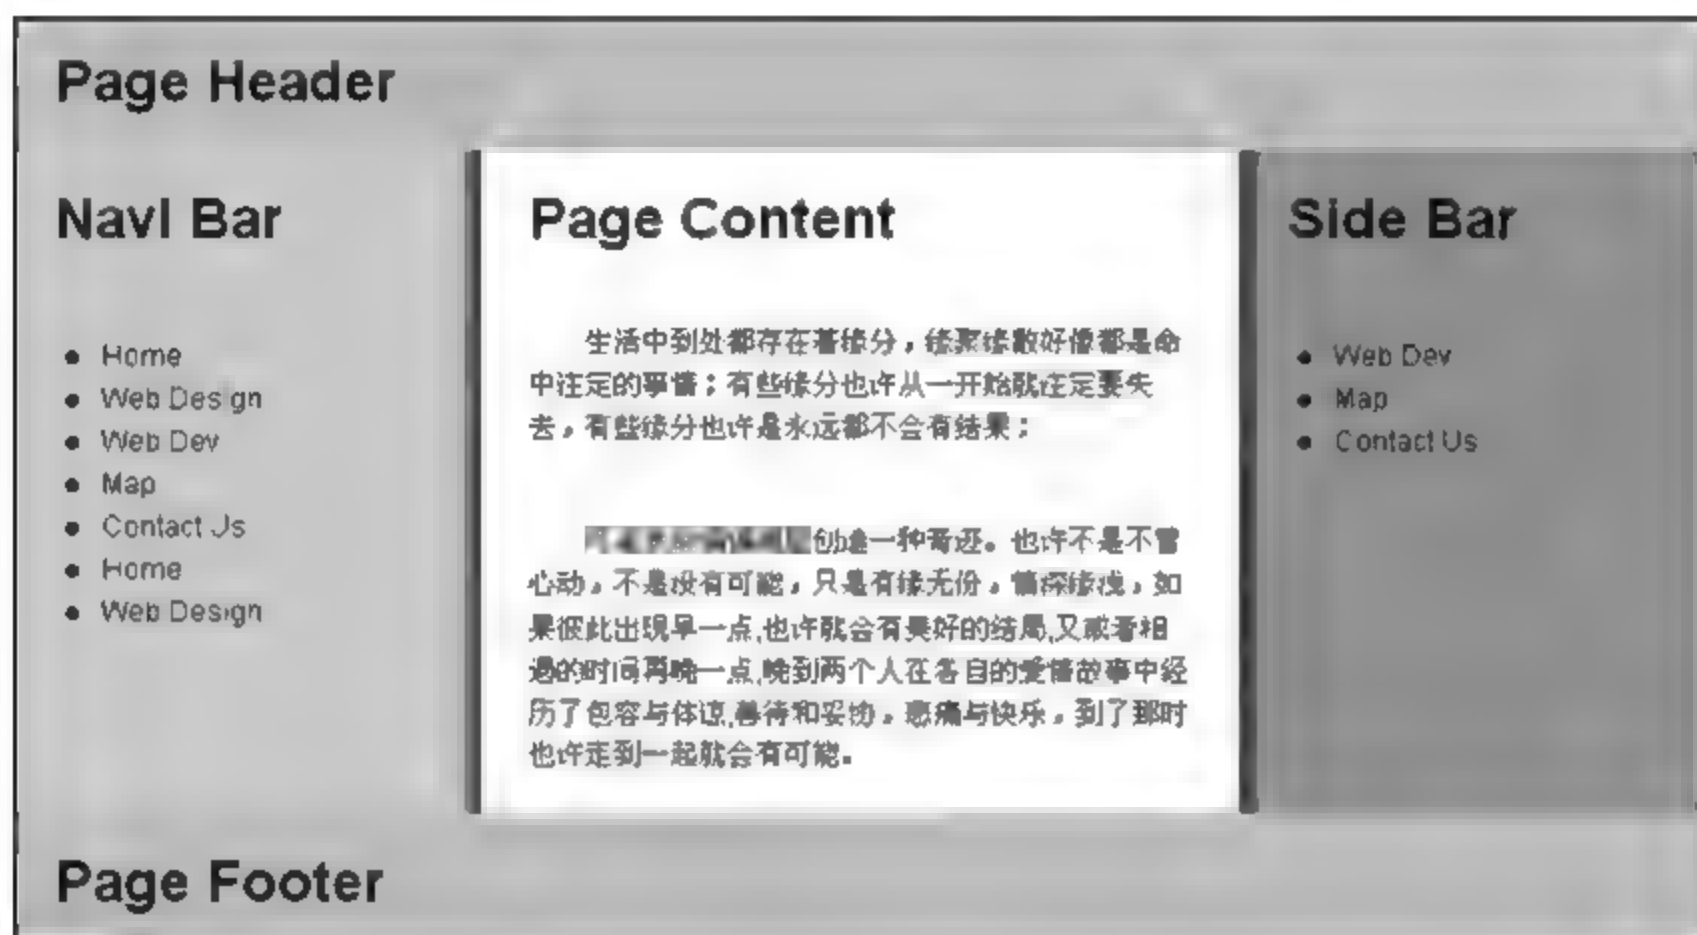 Page Header
Navi Bar
Home
Web Design
Web Dev
Map
Contact Us
Home
Web Design
Page Content
生活中到处都存在着缘分，缘聚缘散好像都是命
中注定的事情；有些缘分也许从一开始就注定要失
去，有些缘分也许是永远都不会有结果；
创造一种奇迹。也许不是不曾
心动，不是没有可能，只是有缘无份，情深缘浅，如
果彼此出现早一点,也许就会有美好的结局,又或者相
遇的时间再晚一点,晚到两个人在各自的爱情故事中经
历了包容与体谅,善待和妥协，悲痛与快乐，到了那时
也许走到一起就会有可能。
Side Bar
Web Dev
Map
Contact Us
Page Footer